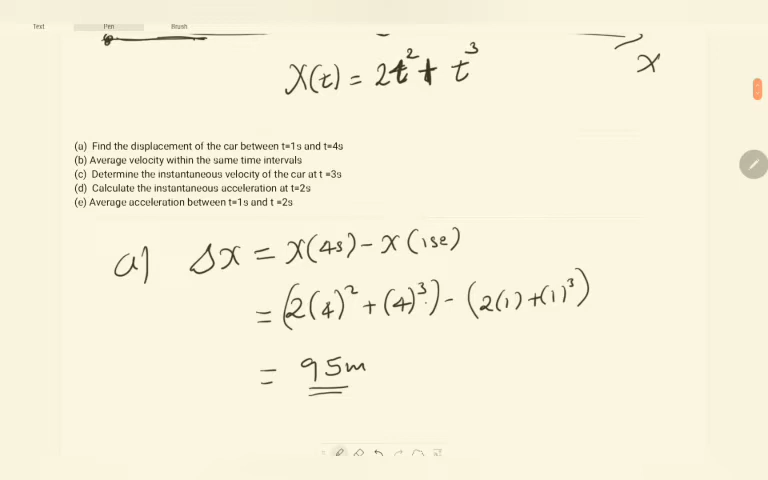 Text Pen Brush
x
X(t) = 2t² + t³
(a) Find the displacement of the car between t=1s and t=4s
(b) Average velocity within the same time intervals
(c) Determine the instantaneous velocity of the car at t =3s
(d) Calculate the instantaneous acceleration at t=2s
(e) Average acceleration between t=1s and t =2s
a) Δx = x(4s) - x(1se)
= (2(4)² + (4)³) - (2(1) + (1)³)
= 95m